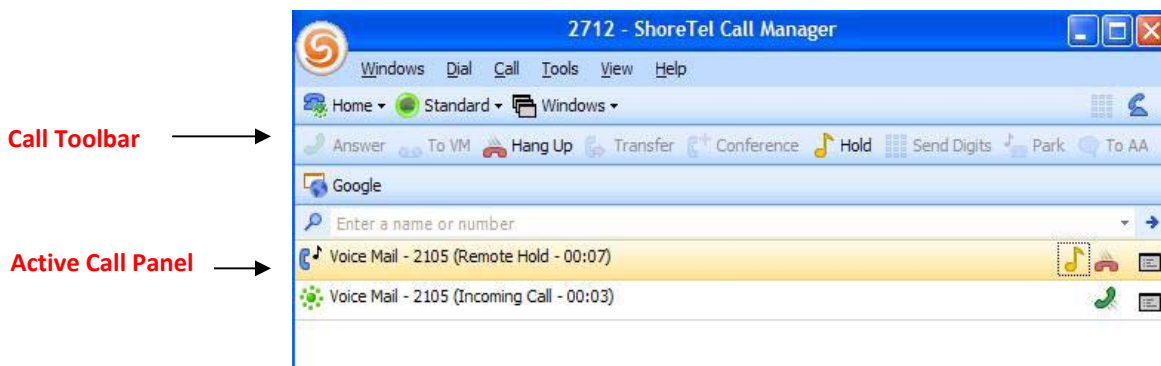 2712 - ShoreTel Call Manager
Windows Dial Call Tools View Help
Home Standard Windows
Call Toolbar
Answer To VM Hang Up Transfer Conference Hold Send Digits Park To AA
Google
Enter a name or number
Active Call Panel
Voice Mail - 2105 (Remote Hold - 00:07)
Voice Mail - 2105 (Incoming Call - 00:03)